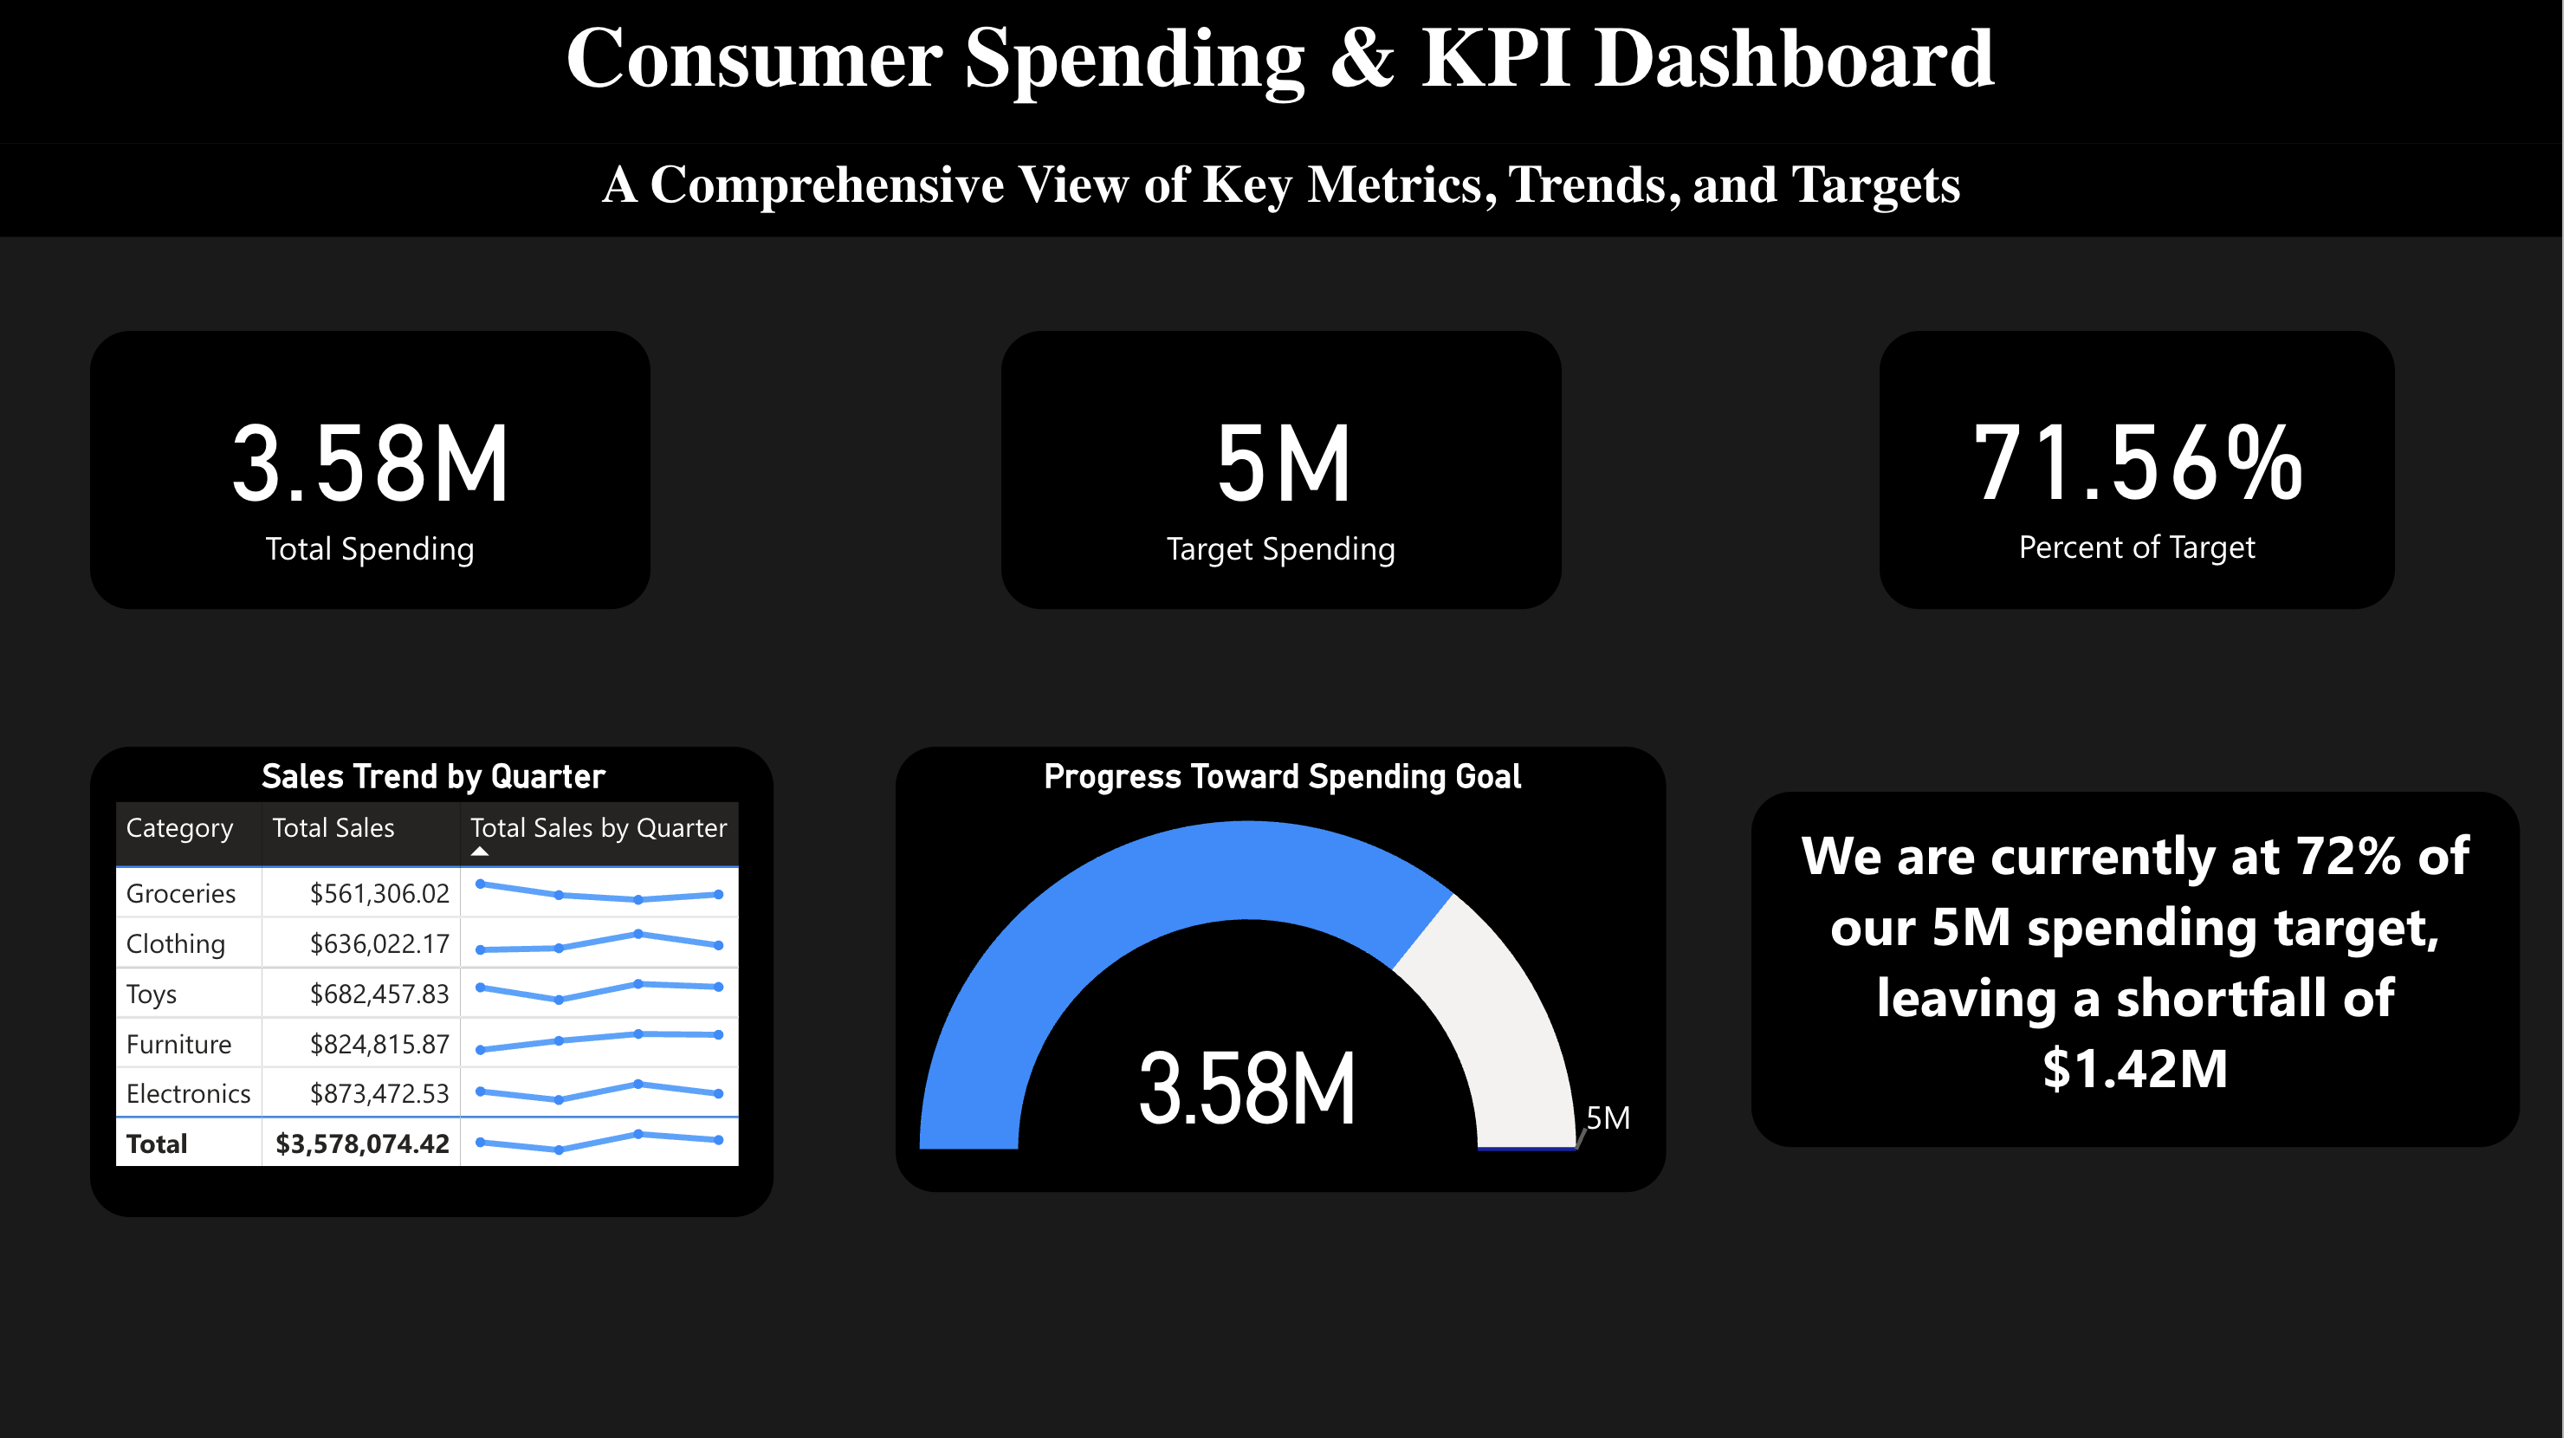 Consumer Spending & KPI Dashboard
A Comprehensive View of Key Metrics, Trends, and Targets
3.58M
Total Spending
5M
Target Spending
71.56%
Percent of Target
Sales Trend by Quarter
Category Total Sales Total Sales by Quarter
Groceries $561,306.02
Clothing $636,022.17
Toys $682,457.83
Furniture $824,815.87
Electronics $873,472.53
Total $3,578,074.42
Progress Toward Spending Goal
3.58M
5M
We are currently at 72% of
our 5M spending target,
leaving a shortfall of
$1.42M